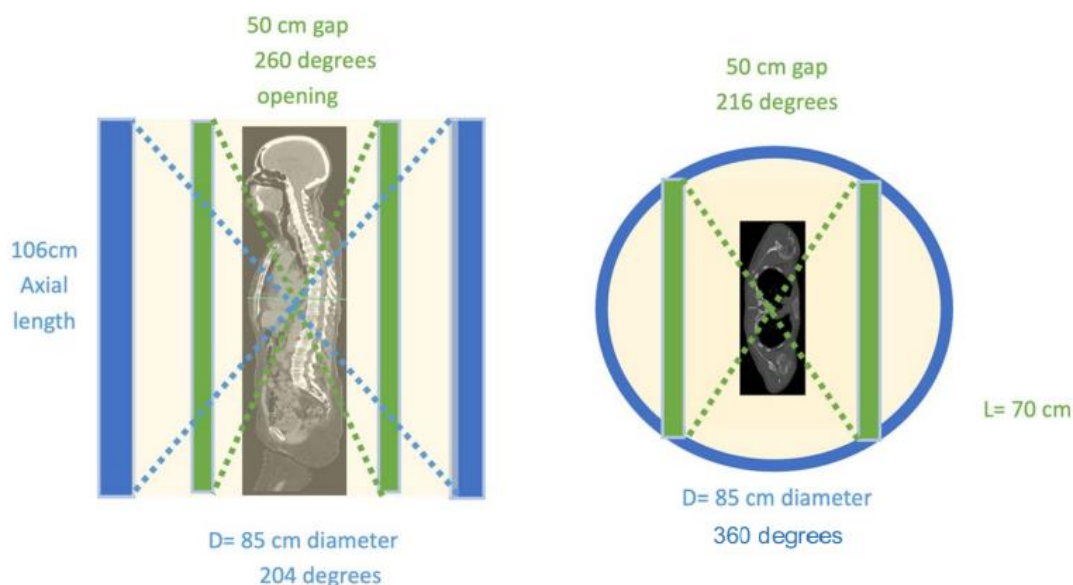 50 cm gap
260 degrees
opening
106cm
Axial
length
D= 85 cm diameter
204 degrees
50 cm gap
216 degrees
L= 70 cm
D= 85 cm diameter
360 degrees